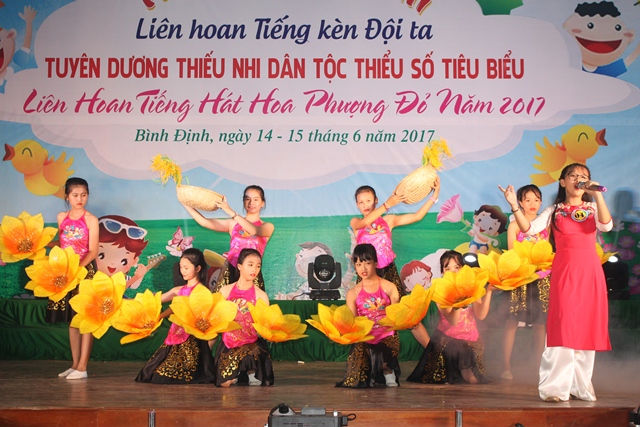 Liên hoan Tiếng kèn Đội ta
TUYÊN DƯƠNG THIẾU NHI DÂN TỘC THIỂU SỐ TIÊU BIỂU
Liên Hoan Tiếng Hát Hoa Phượng Đỏ Năm 2017
Bình Định, ngày 14 - 15 tháng 6 năm 2017